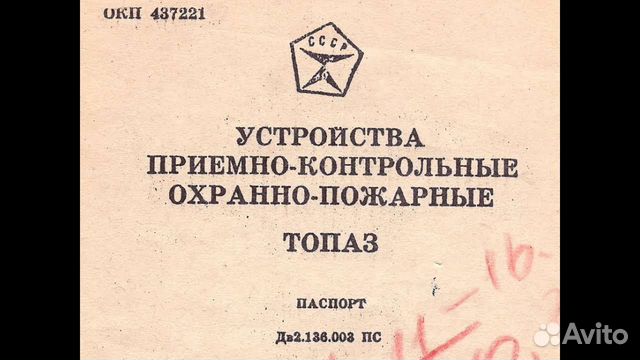 ОКП 437221
СССР
УСТРОЙСТВА
ПРИЕМНО-КОНТРОЛЬНЫЕ
ОХРАННО-ПОЖАРНЫЕ
ТОПАЗ
ПАСПОРТ
Дв2.136.003 ПС
Avito